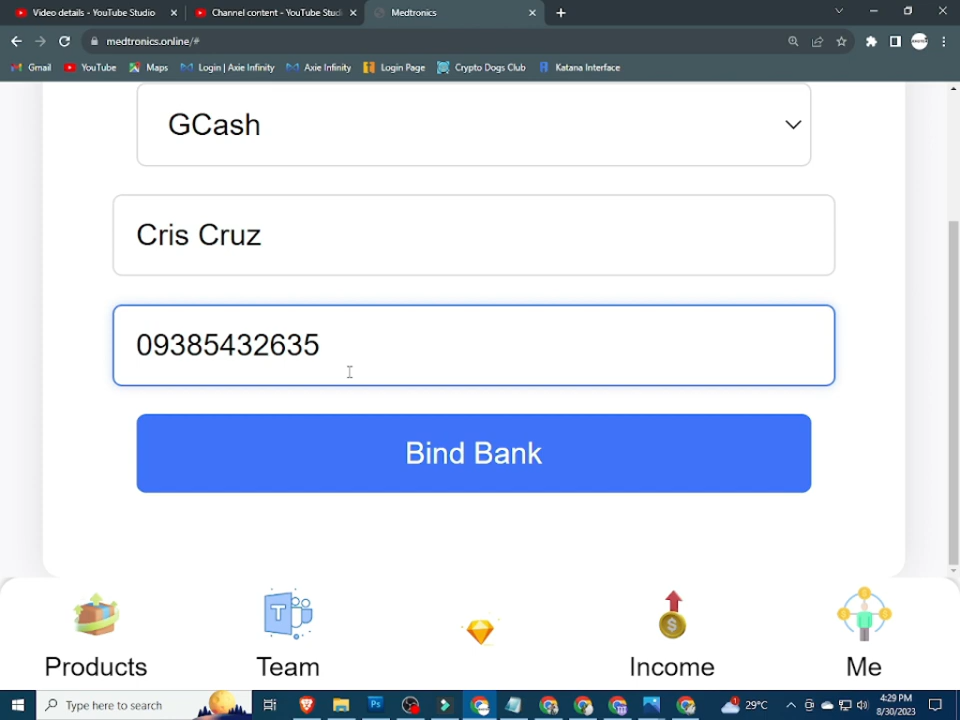 Video details - YouTube Studio
Channel content - YouTube Stud
Medtronics
medtronics.online/#
Gmail
YouTube
Maps
Login | Axie Infinity
Axie Infinity
Login Page
Crypto Dogs Club
Katana Interface
GCash
Cris Cruz
09385432635
Bind Bank
Products
Team
Income
Me
Type here to search
29°C
4:29 PM
8/30/2023